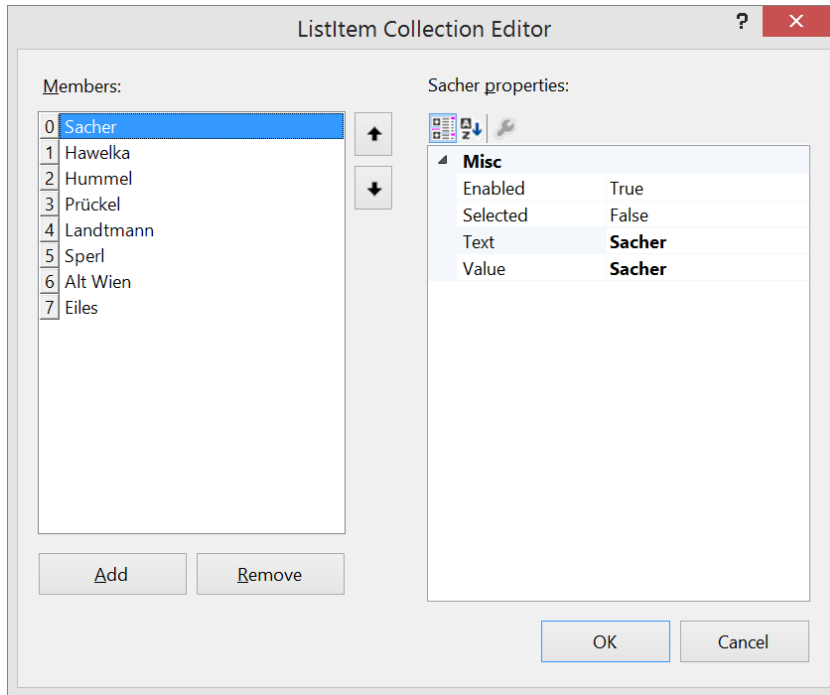 ListItem Collection Editor
?
Members:
0 Sacher
1 Hawelka
2 Hummel
3 Prückel
4 Landtmann
5 Sperl
6 Alt Wien
7 Eiles
Add Remove
Sacher properties:
Misc
Enabled True
Selected False
Text Sacher
Value Sacher
OK Cancel